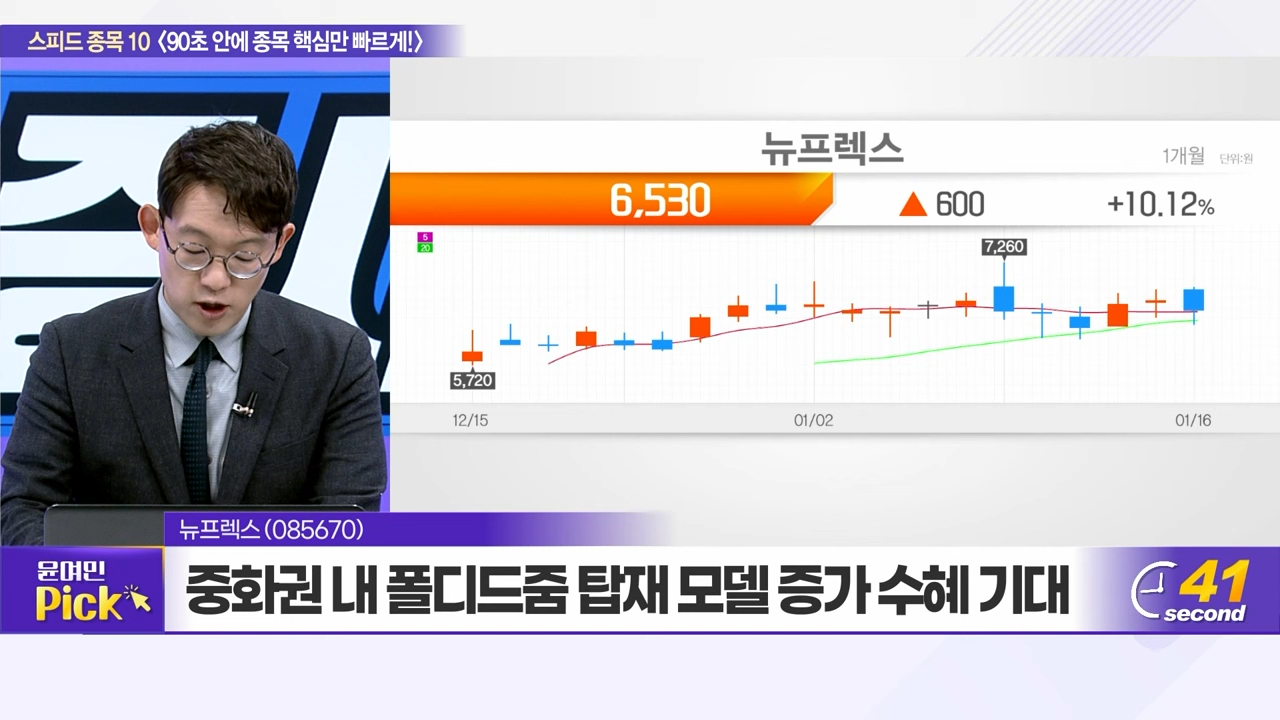 스피드 종목 10 〈90초 안에 종목 핵심만 빠르게!〉
뉴프렉스
1개월 단위:원
6,530 ▲ 600 +10.12%
5
20
7,260
5,720
12/15 01/02 01/16
뉴프렉스 (085670)
윤여민
Pick
중화권 내 폴디드줌 탑재 모델 증가 수혜 기대
41
second